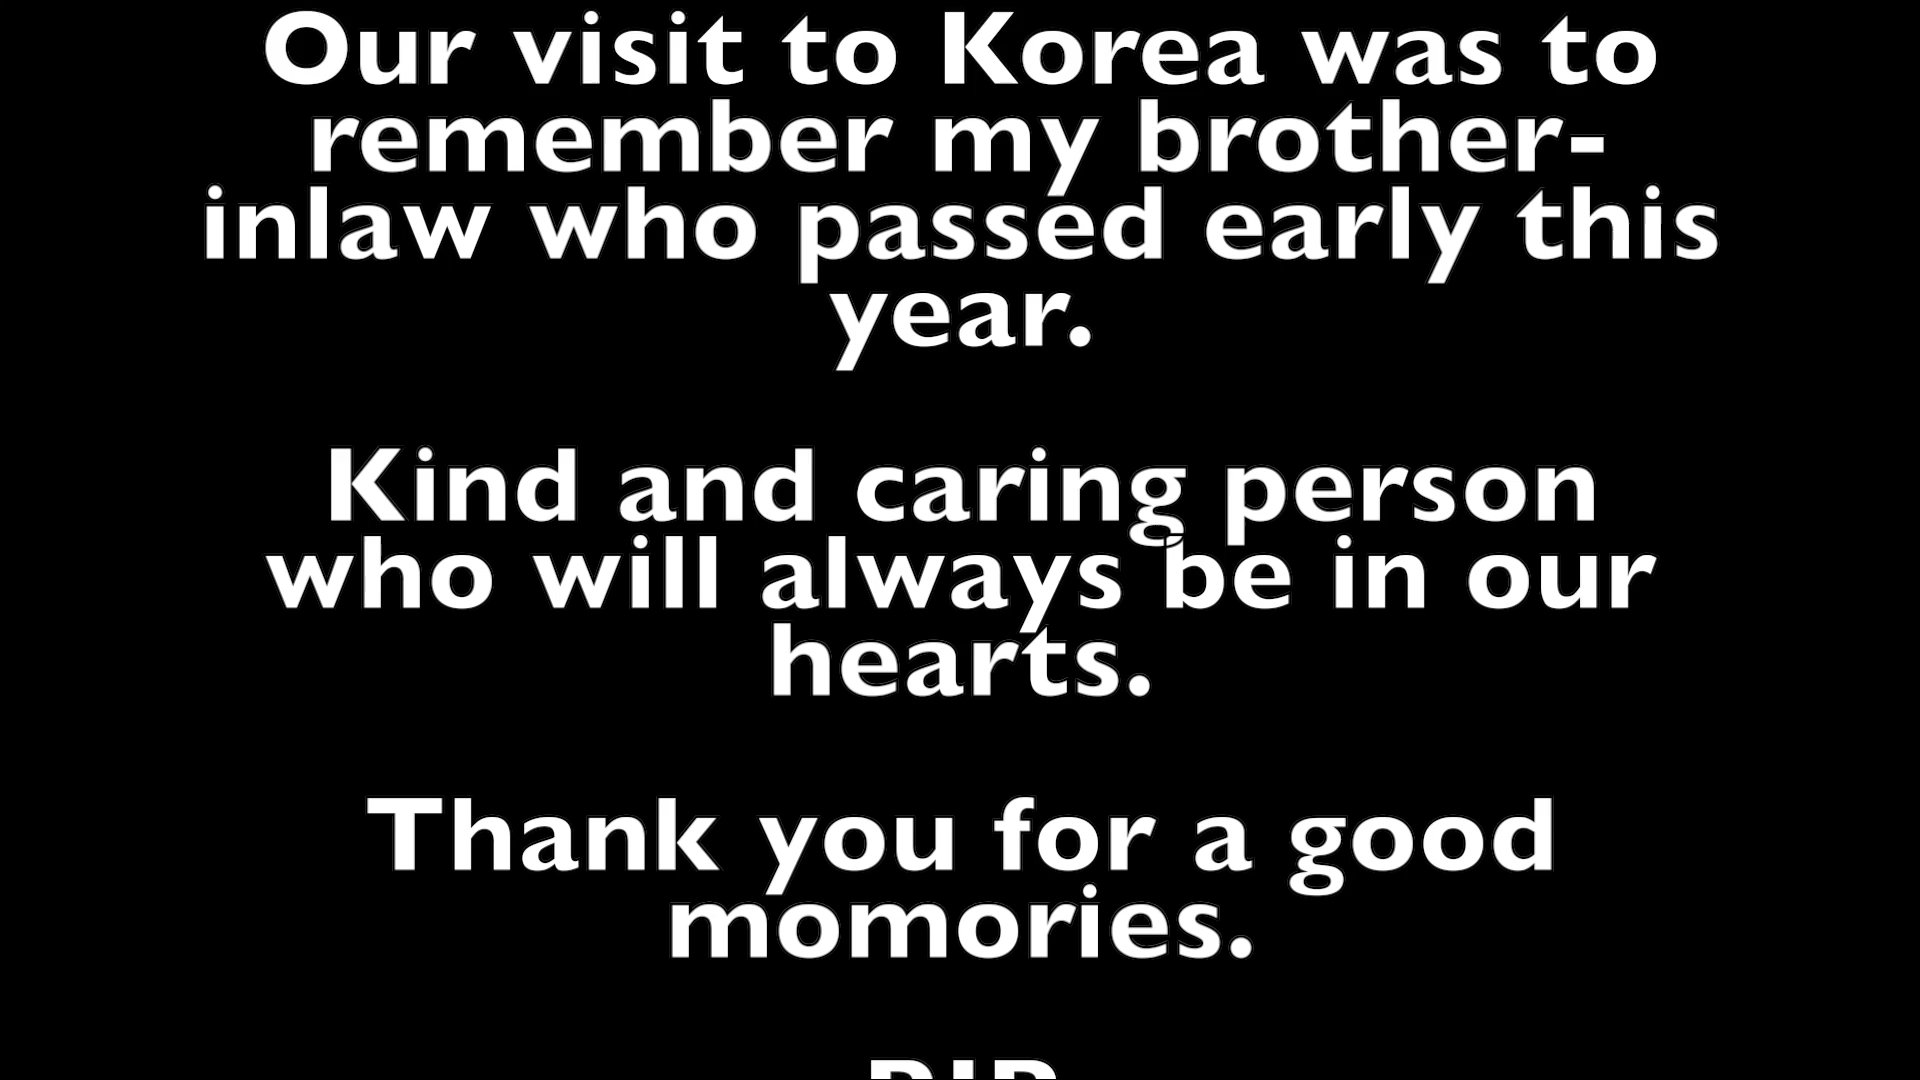 Our visit to Korea was to
remember my brother-
inlaw who passed early this
year.
Kind and caring person
who will always be in our
hearts.
Thank you for a good
momories.
RIP